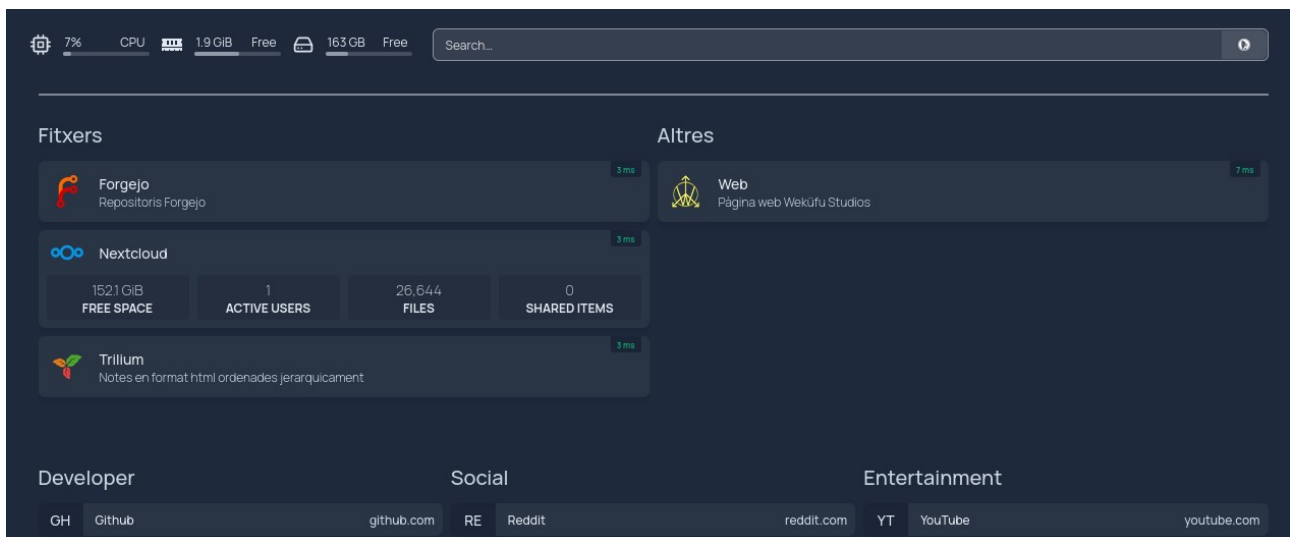 7% CPU 1.9 GiB Free 163 GB Free Search...
Fitxers
3 ms
Forgejo
Repositoris Forgejo
3 ms
Nextcloud
152.1 GiB
FREE SPACE
1
ACTIVE USERS
26,644
FILES
0
SHARED ITEMS
3 ms
Trilium
Notes en format html ordenades jerarquicament
Altres
7 ms
Web
Pàgina web Weküfu Studios
Developer
GH Github github.com
Social
RE Reddit reddit.com
Entertainment
YT YouTube youtube.com